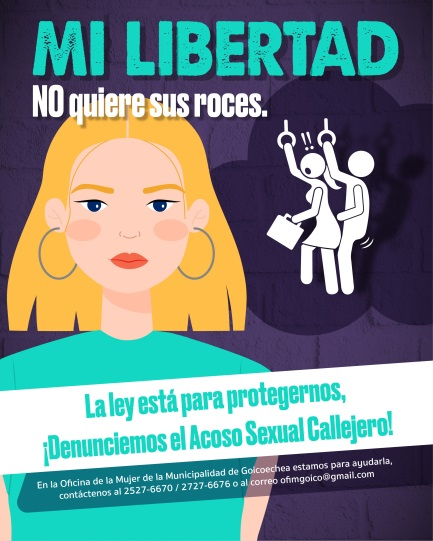 MI LIBERTAD
NO quiere sus roces.
!!
La ley está para protegernos,
¡Denunciemos el Acoso Sexual Callejero!
En la Oficina de la Mujer de la Municipalidad de Goicoechea estamos para ayudarla,
contáctenos al 2527-6670 / 2727-6676 o al correo ofimgoico@gmail.com